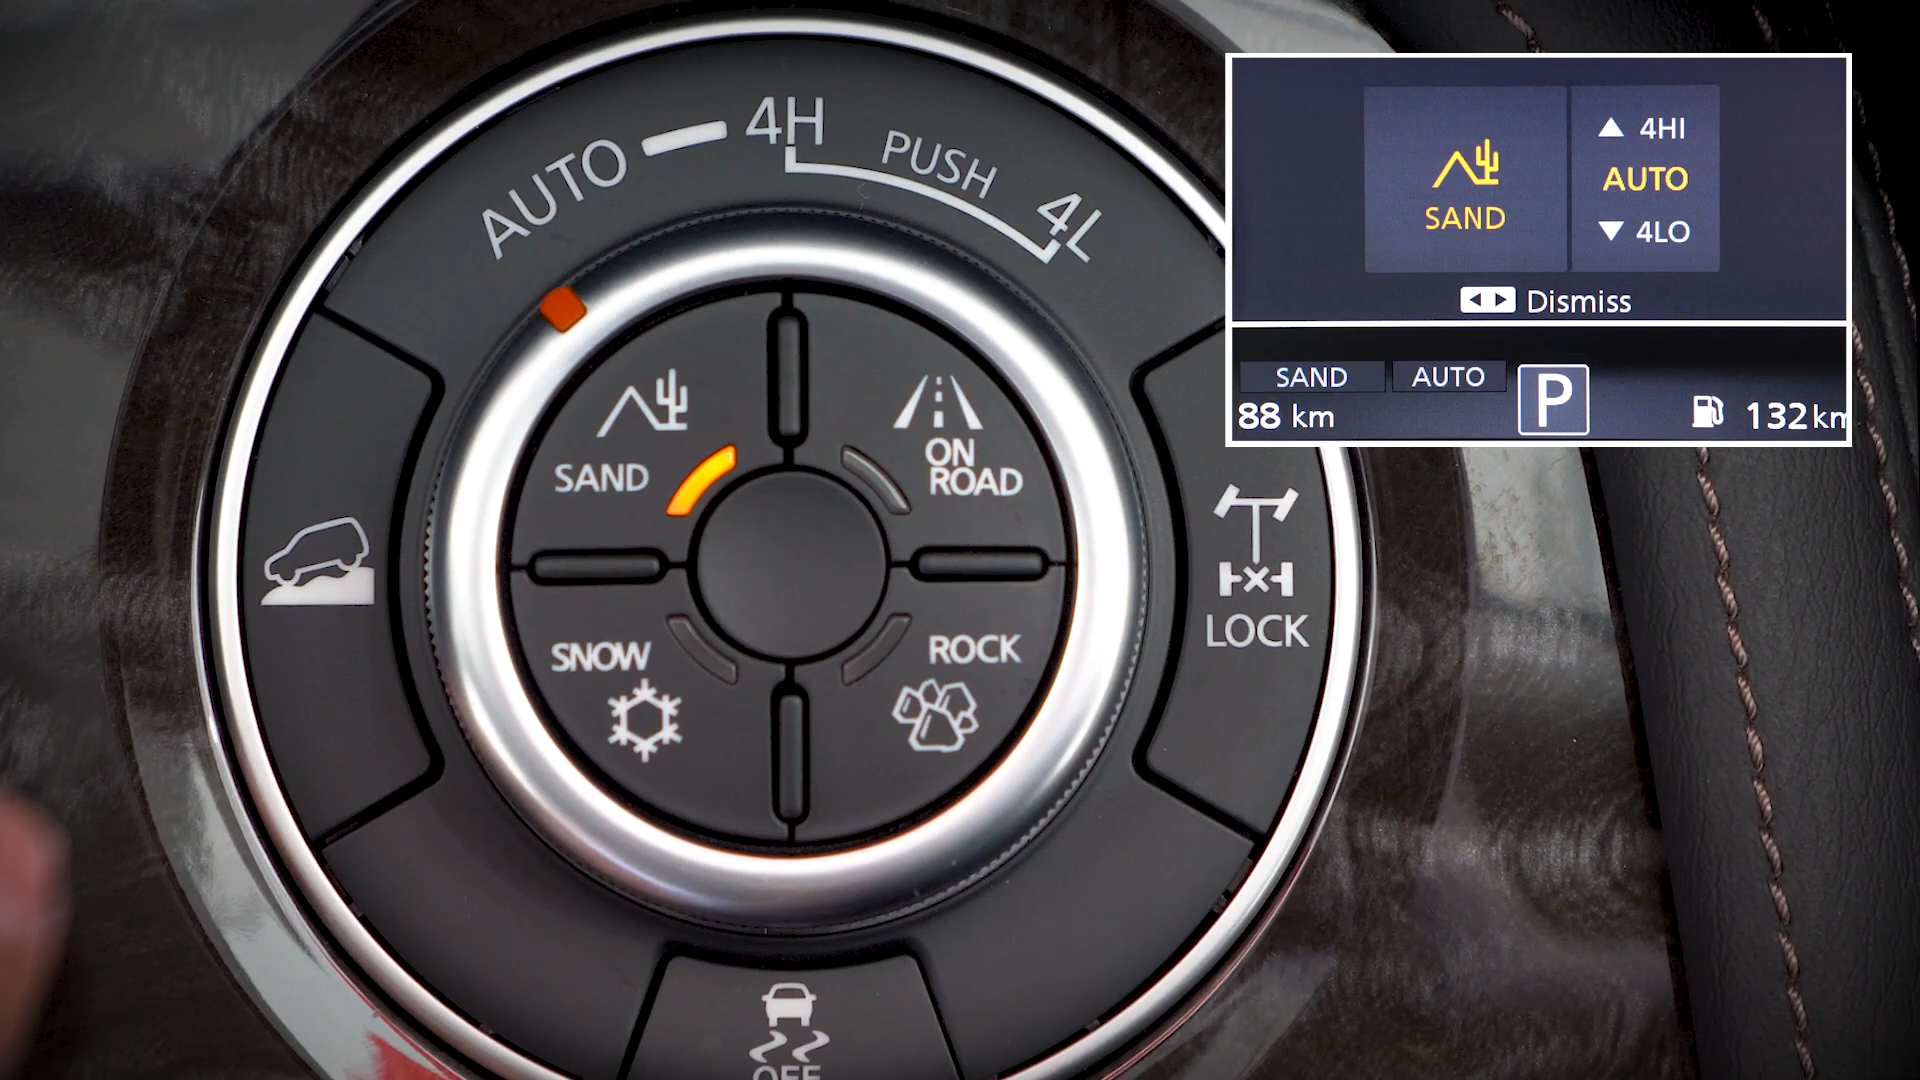 AUTO
4H
PUSH
4L
SAND
ON
ROAD
SNOW
ROCK
LOCK
OFF
4HI
SAND
AUTO
4LO
Dismiss
SAND
AUTO
P
88 km
132km